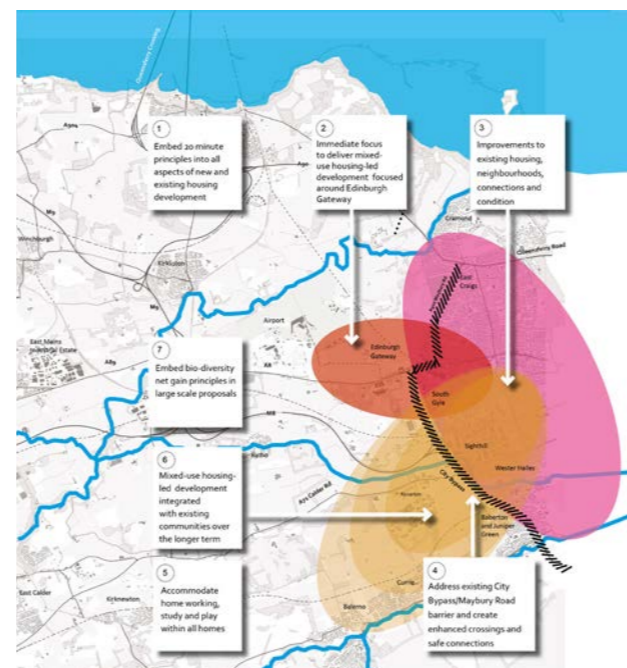 Queensferry Crossing
A904
A90
M9
Winchburgh
Kirkliston
Cramond
Queensferry Road
East
Craigs
1
Embed 20 minute
principles into all
aspects of new and
existing housing
development
2
Immediate focus
to deliver mixed-
use housing-led
development focused
around Edinburgh
Gateway
3
Improvements to
existing housing,
neighbourhoods,
connections and
condition
Airport
East Mains
Industrial Estate
A89
A8
M9
Edinburgh
Gateway
South
Gyle
7
Embed bio-diversity
net gain principles in
large scale proposals
M8
Ratho
Sighthill
Wester Hailes
City Bypass
6
Mixed-use housing-
led development
integrated
with existing
communities over
the longer term
A71 Calder Rd
Riccarton
Baberton
and Juniper
Green
5
Accommodate
home working,
study and play
within all homes
4
Address existing City
Bypass/Maybury Road
barrier and create
enhanced crossings and
safe connections
East Calder
Kirknewton
Currie
Balerno